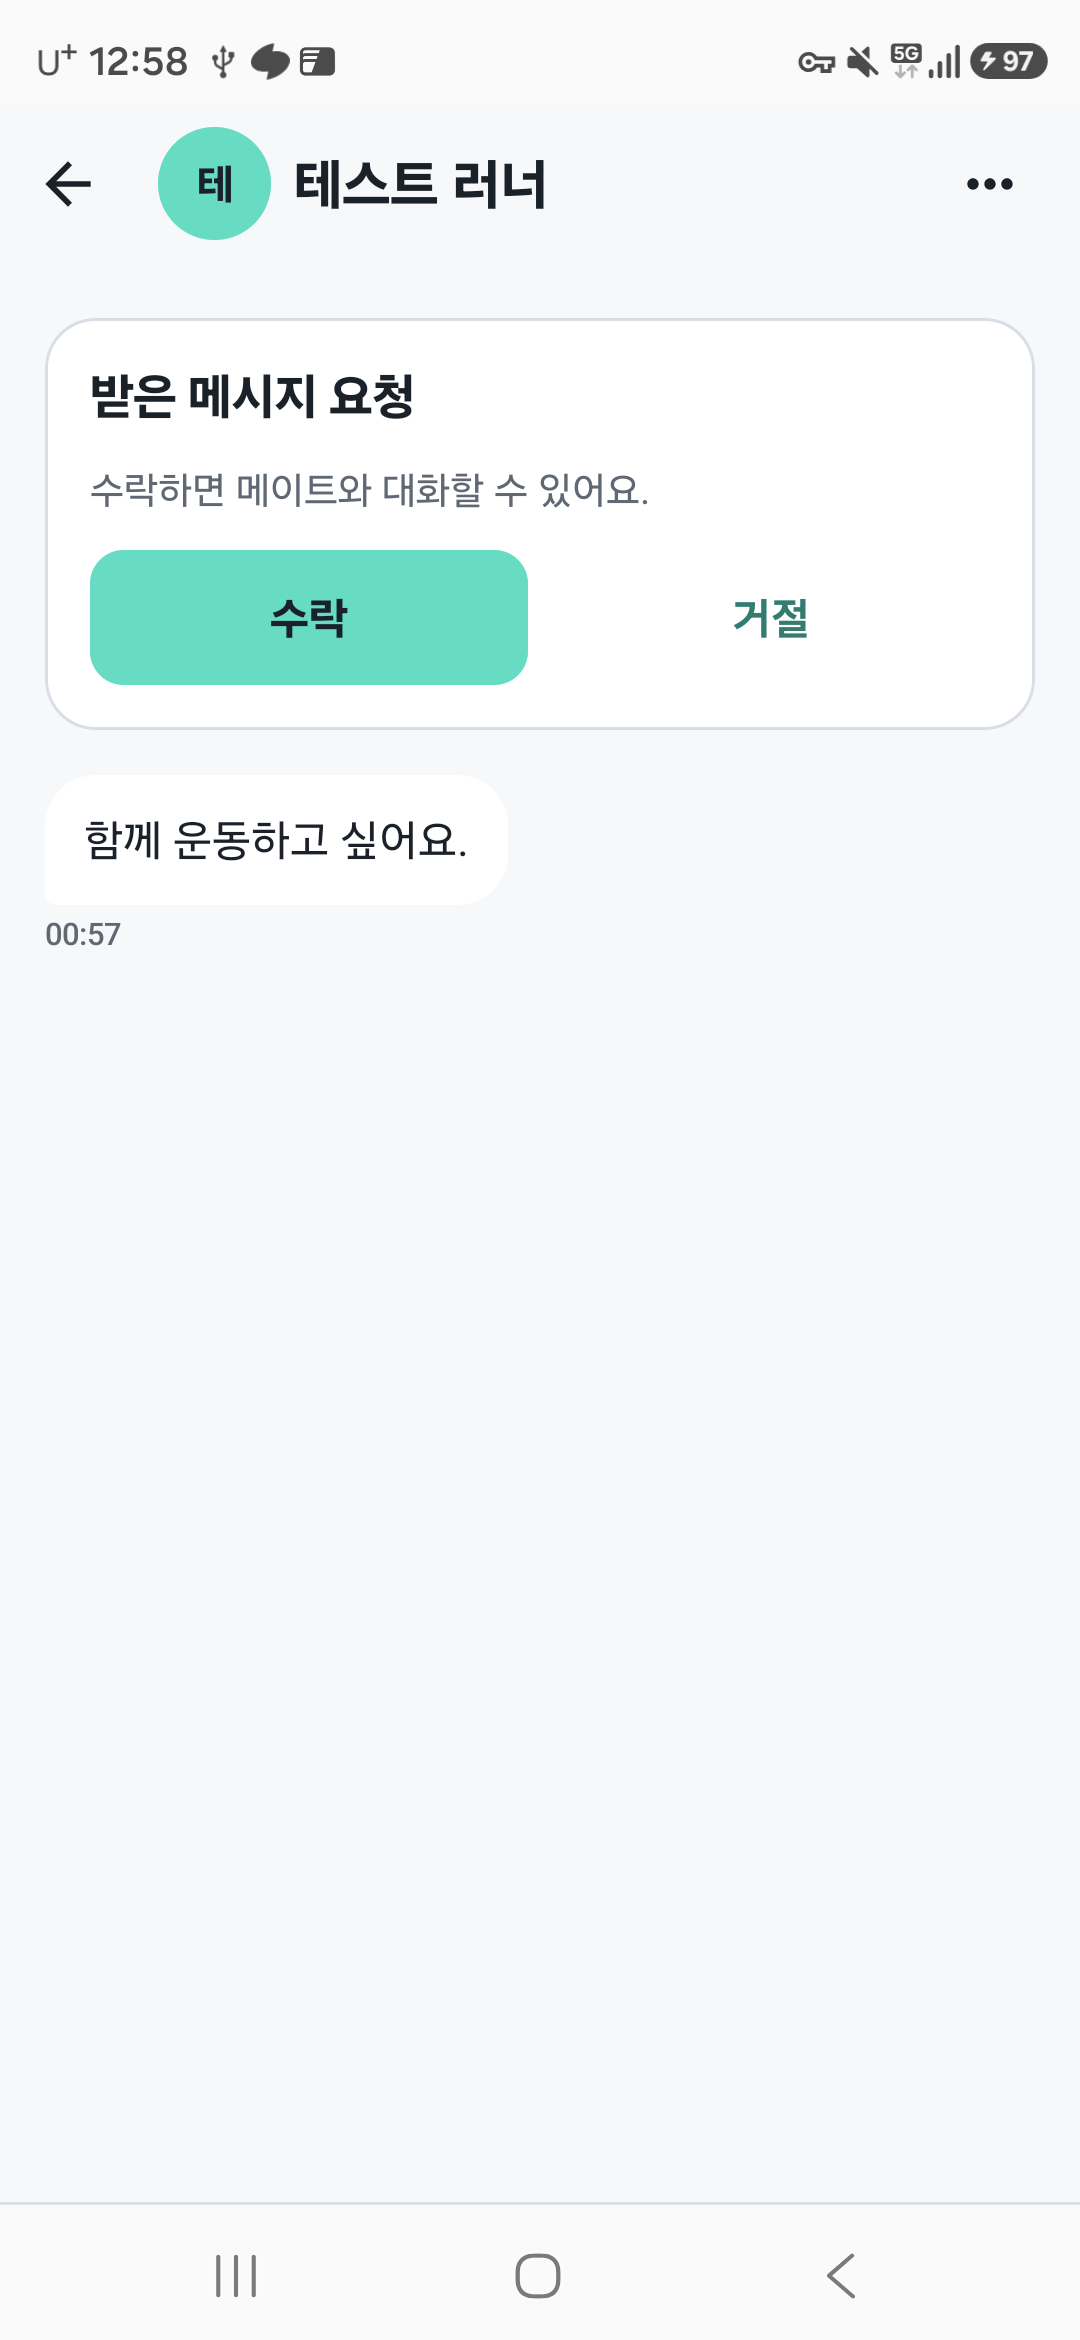 U+ 12:58 5G 97
테 테스트 러너
받은 메시지 요청
수락하면 메이트와 대화할 수 있어요.
수락 거절
함께 운동하고 싶어요.
00:57